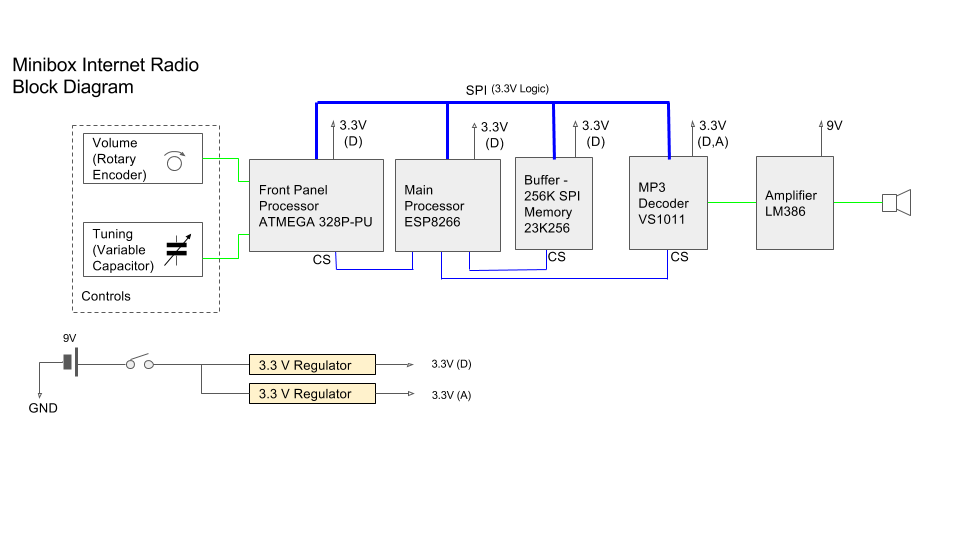 Minibox Internet Radio
Block Diagram
SPI (3.3V Logic)
3.3V
(D)
3.3V
(D)
3.3V
(D)
3.3V
(D,A)
9V
Volume
(Rotary
Encoder)
Tuning
(Variable
Capacitor)
Controls
Front Panel
Processor
ATMEGA 328P-PU
Main
Processor
ESP8266
Buffer -
256K SPI
Memory
23K256
MP3
Decoder
VS1011
Amplifier
LM386
CS
CS
CS
9V
GND
3.3 V Regulator
3.3V (D)
3.3 V Regulator
3.3V (A)